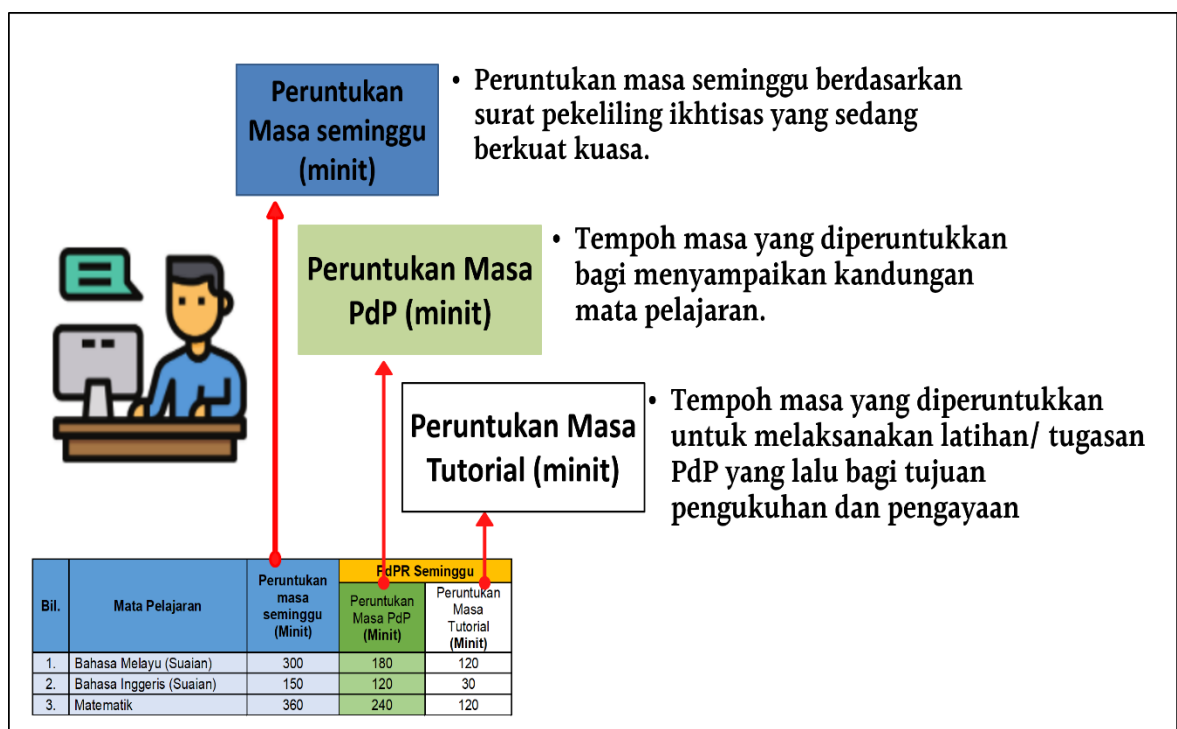 Peruntukan
Masa seminggu
(minit)
• Peruntukan masa seminggu berdasarkan
surat pekeliling ikhtisas yang sedang
berkuat kuasa.
Peruntukan Masa
PdP (minit)
• Tempoh masa yang diperuntukkan
bagi menyampaikan kandungan
mata pelajaran.
Peruntukan Masa
Tutorial (minit)
• Tempoh masa yang diperuntukkan
untuk melaksanakan latihan/ tugasan
PdP yang lalu bagi tujuan
pengukuhan dan pengayaan
Bil.
Mata Pelajaran
Peruntukan
masa
seminggu
(Minit)
PdPR Seminggu
Peruntukan
Masa PdP
(Minit)
Peruntukan
Masa
Tutorial
(Minit)
1. Bahasa Melayu (Suaian) 300 180 120
2. Bahasa Inggeris (Suaian) 150 120 30
3. Matematik 360 240 120